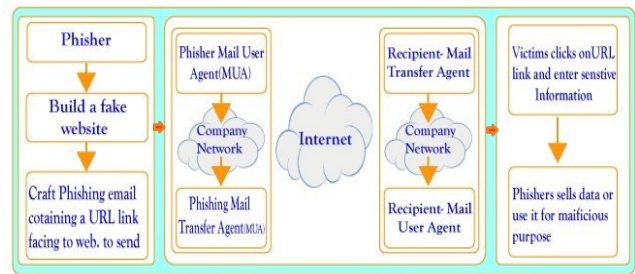 Phisher
Build a fake
website
Craft Phishing email
cotaining a URL link
facing to web. to send
Phisher Mail User
Agent(MUA)
Company
Network
Phishing Mail
Transfer Agent(MUA)
Internet
Recipient- Mail
Transfer Agent
Company
Network
Recipient- Mail
User Agent
Victims clicks onURL
link and enter senstive
Information
Phishers sells data or
use it for maificious
purpose